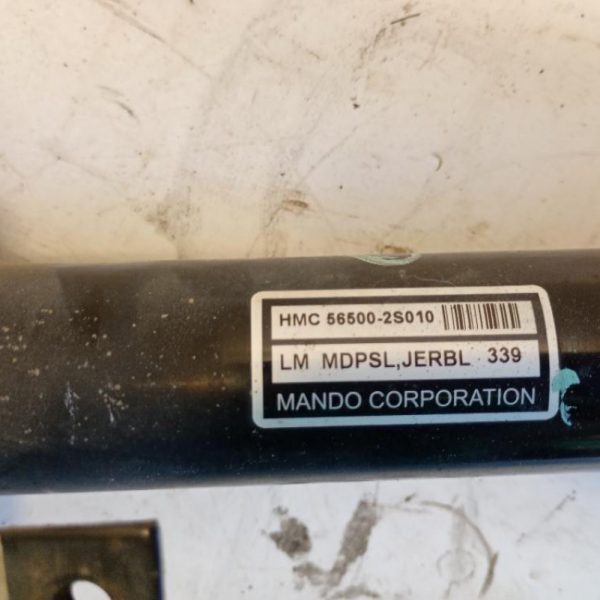 HMC 56500-2S010
LM MDPSL,JERBL 339
MANDO CORPORATION